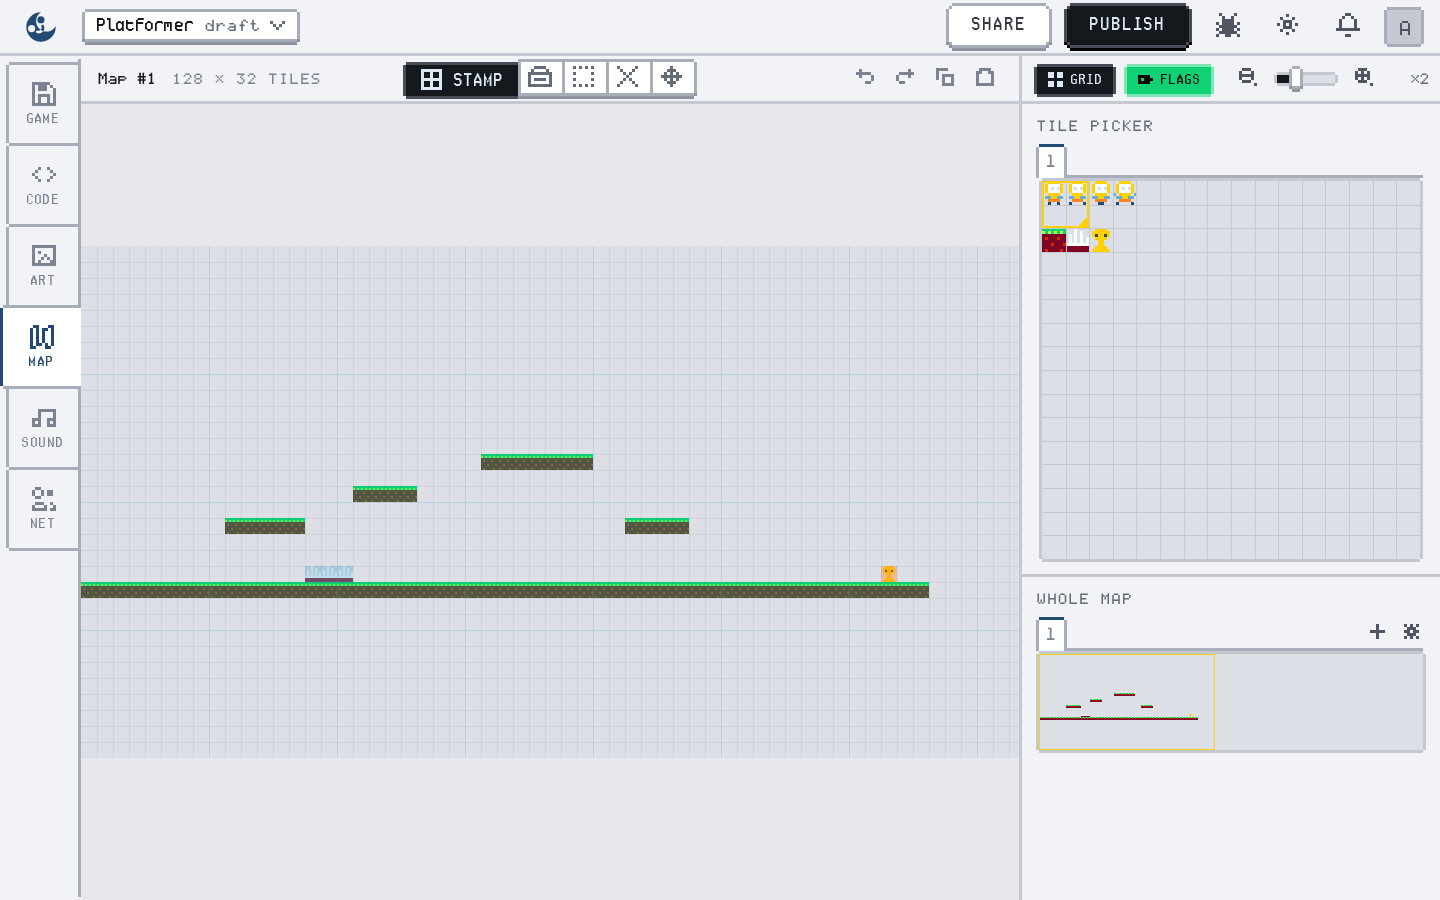 Platformer draft
SHARE
PUBLISH
A
Map #1 128 × 32 TILES
STAMP
GRID
FLAGS
×2
GAME
CODE
ART
MAP
SOUND
NET
TILE PICKER
1
WHOLE MAP
1